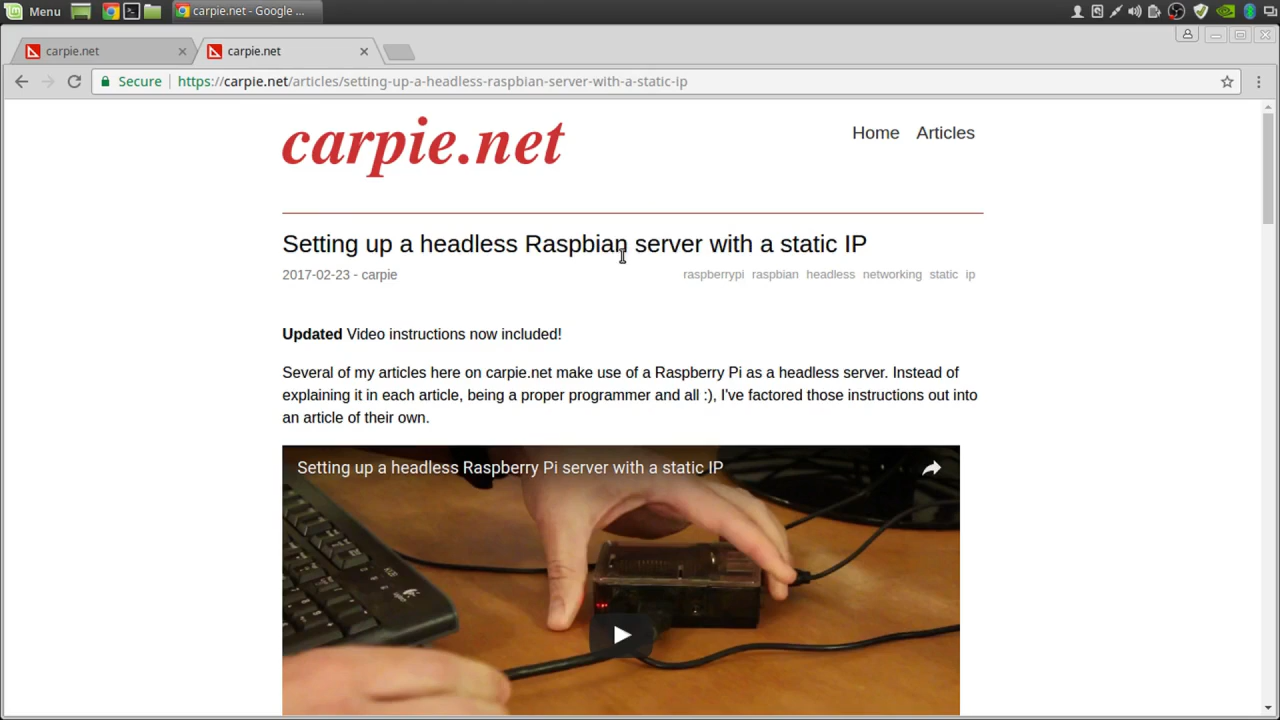 Menu
carpie.net - Google ...
carpie.net
carpie.net
Secure
https://carpie.net/articles/setting-up-a-headless-raspbian-server-with-a-static-ip
carpie.net
Home
Articles
Setting up a headless Raspbian server with a static IP
2017-02-23 - carpie
raspberrypi raspbian headless networking static ip
Updated Video instructions now included!
Several of my articles here on carpie.net make use of a Raspberry Pi as a headless server. Instead of
explaining it in each article, being a proper programmer and all :), I've factored those instructions out into
an article of their own.
Setting up a headless Raspberry Pi server with a static IP